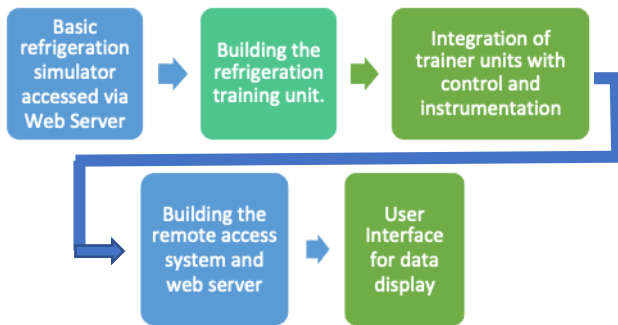 Basic
refrigeration
simulator
accessed via
Web Server
Building the
refrigeration
training unit.
Integration of
trainer units with
control and
instrumentation
Building the
remote access
system and
web server
User
Interface
for data
display